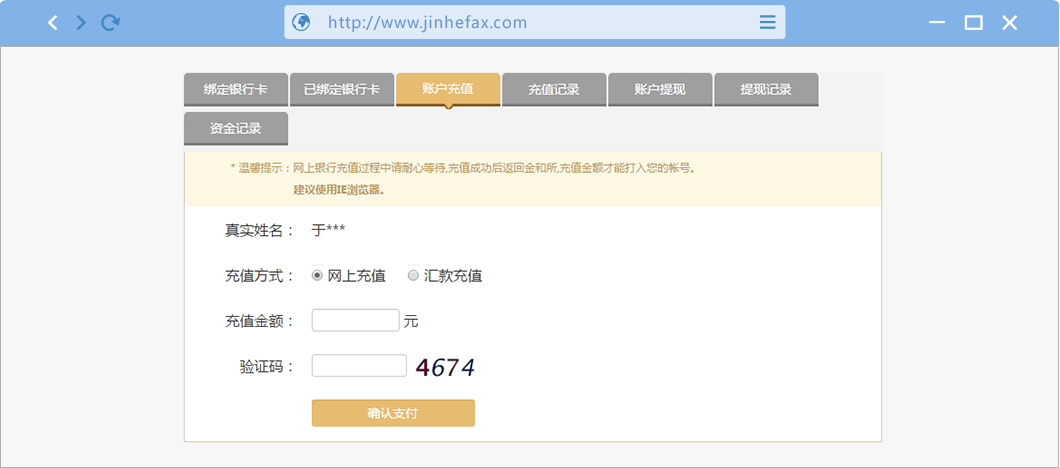 http://www.jinhefax.com
绑定银行卡 已绑定银行卡 账户充值 充值记录 账户提现 提现记录
资金记录
* 温馨提示：网上银行充值过程中请耐心等待,充值成功后返回金和所,充值金额才能打入您的帐号。
建议使用IE浏览器。
真实姓名： 于***
充值方式： 网上充值 汇款充值
充值金额： 元
验证码： 4674
确认支付